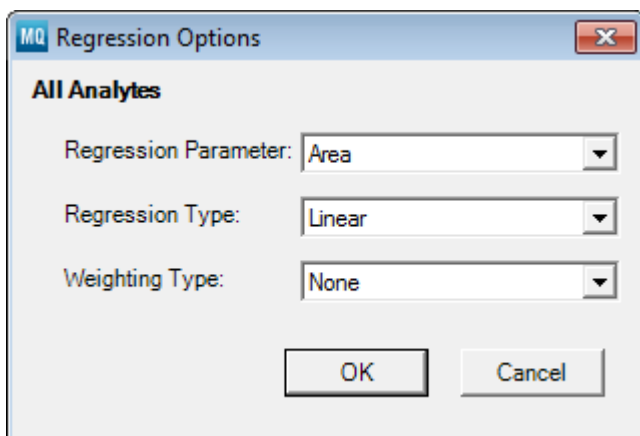 MQ Regression Options
All Analytes
Regression Parameter: Area
Regression Type: Linear
Weighting Type: None
OK Cancel